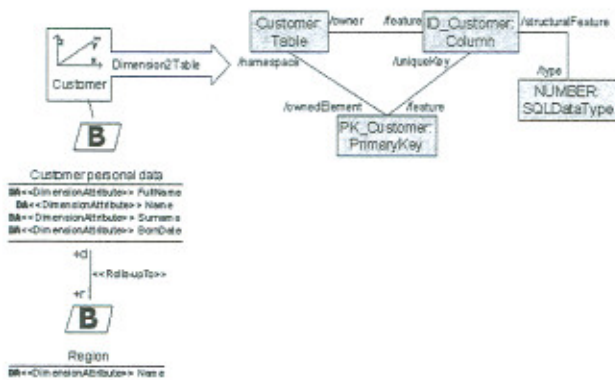 Customer
Dimension2Table
Customer:
Table
/owner
/feature
ID_Customer:
Column
/structuralFeature
/namespace
/uniqueKey
/type
NUMBER:
SQLDataType
/ownedElement
/feature
PK_Customer:
PrimaryKey
B
Customer personal data
DA<<DimensionAttribute>> FullName
DA<<DimensionAttribute>> Name
DA<<DimensionAttribute>> Surname
DA<<DimensionAttribute>> BornDate
+d
<<Rolls-upTo>>
+r
B
Region
DA<<DimensionAttribute>> Name